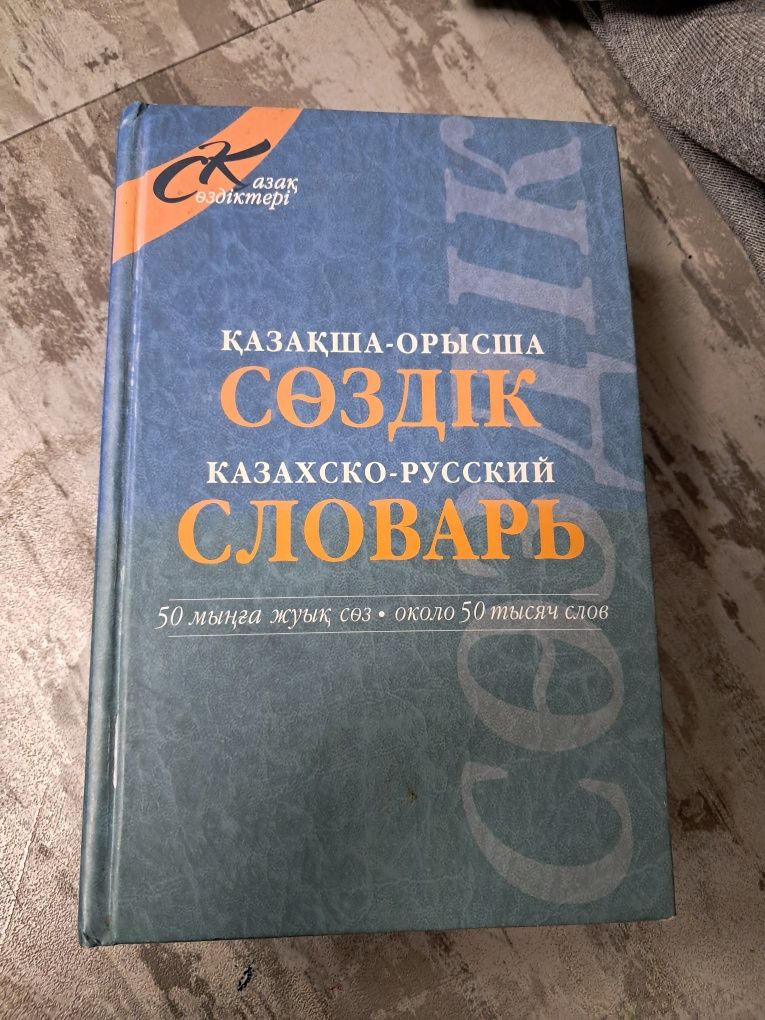 Қазақ
Сөздіктері
ҚАЗАҚША-ОРЫСША
СӨЗДІК
КАЗАХСКО-РУССКИЙ
СЛОВАРЬ
50 мыңға жуық сөз • около 50 тысяч слов
СӨЗДІК